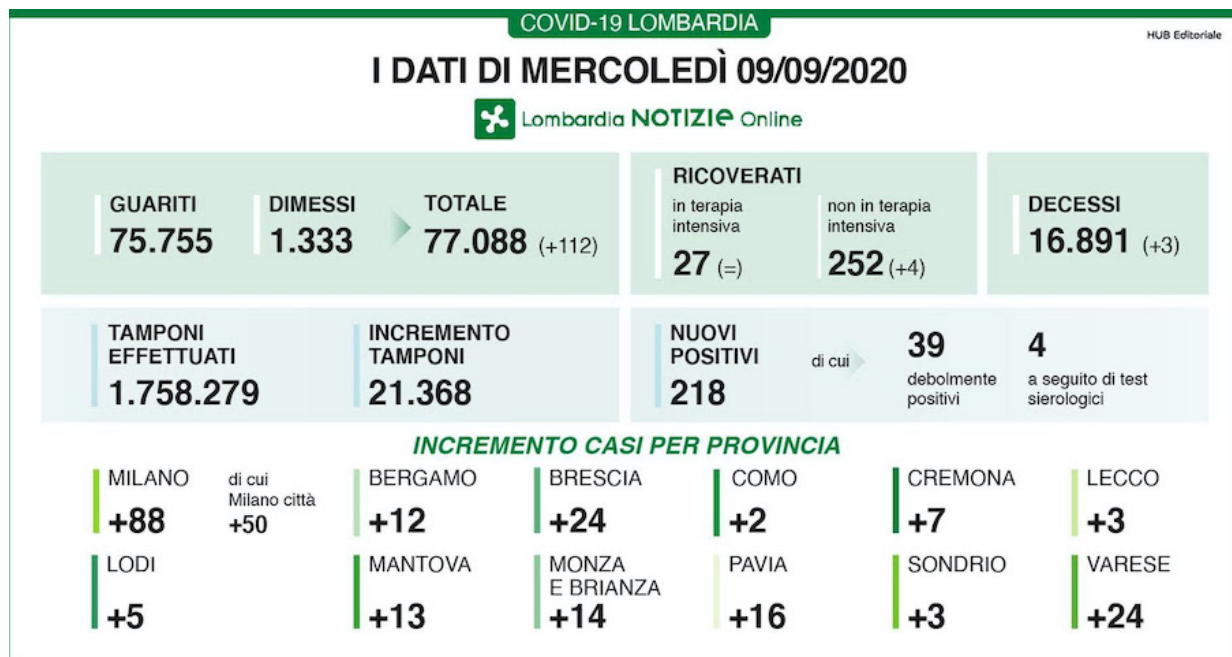 COVID-19 LOMBARDIA
HUB Editoriale
I DATI DI MERCOLEDÌ 09/09/2020
Lombardia NOTIZIE Online
GUARITI
75.755
DIMESSI
1.333
TOTALE
77.088 (+112)
RICOVERATI
in terapia
intensiva
27 (=)
non in terapia
intensiva
252 (+4)
DECESSI
16.891 (+3)
TAMPONI
EFFETTUATI
1.758.279
INCREMENTO
TAMPONI
21.368
NUOVI
POSITIVI
218
di cui
39
debolmente
positivi
4
a seguito di test
sierologici
INCREMENTO CASI PER PROVINCIA
MILANO
+88
di cui
Milano città
+50
BERGAMO
+12
BRESCIA
+24
COMO
+2
CREMONA
+7
LECCO
+3
LODI
+5
MANTOVA
+13
MONZA
E BRIANZA
+14
PAVIA
+16
SONDRIO
+3
VARESE
+24